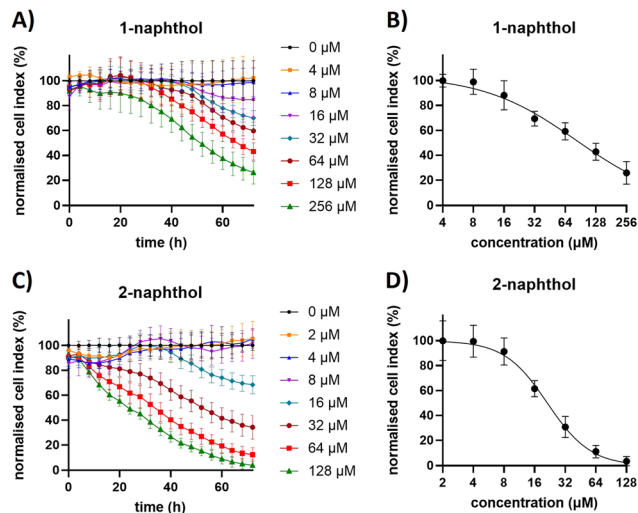 A)
1-naphthol
normalised cell index (%)
100
80
60
40
20
0
0 20 40 60
time (h)
0 μM
4 μM
8 μM
16 μM
32 μM
64 μM
128 μM
256 μM
B)
1-naphthol
normalised cell index (%)
100
80
60
40
20
0
4 8 16 32 64 128 256
concentration (μM)
C)
2-naphthol
normalised cell index (%)
100
80
60
40
20
0
0 20 40 60
time (h)
0 μM
2 μM
4 μM
8 μM
16 μM
32 μM
64 μM
128 μM
D)
2-naphthol
normalised cell index (%)
100
80
60
40
20
0
2 4 8 16 32 64 128
concentration (μM)